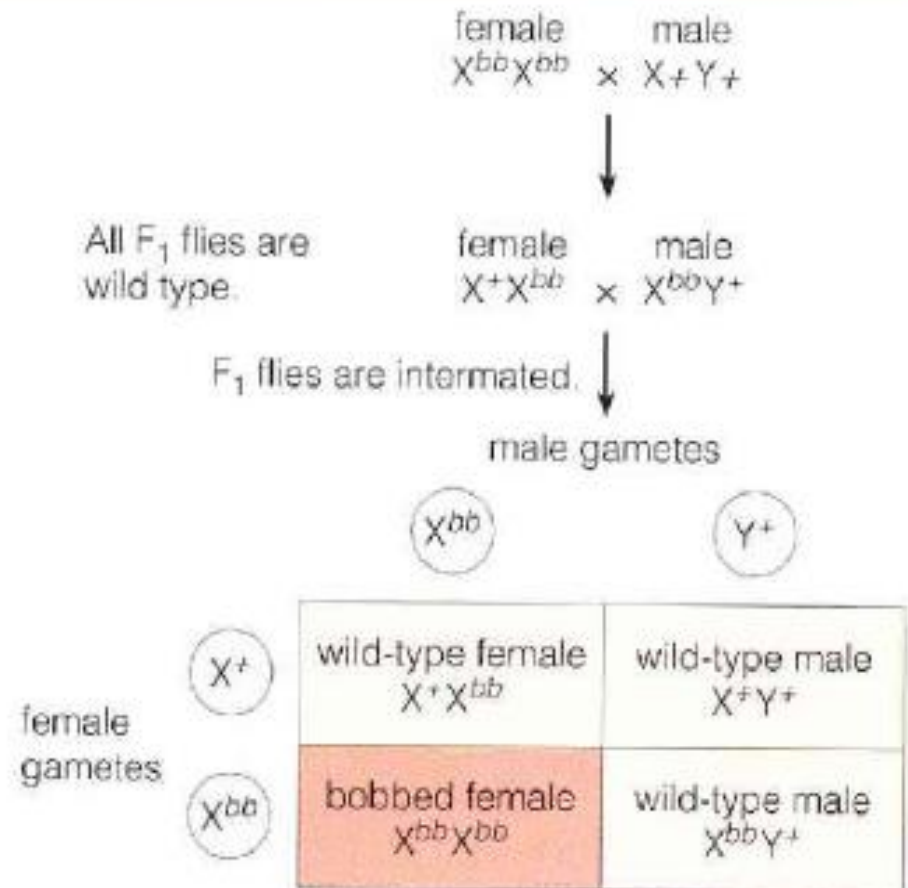 female male
X^bb X^bb × X+Y+
All F₁ flies are
wild type.
female male
X⁺X^bb × X^bb Y⁺
F₁ flies are intermated.
male gametes
X^bb Y⁺
female
gametes
X⁺
wild-type female
X⁺X^bb
wild-type male
X⁺Y⁺
X^bb
bobbed female
X^bb X^bb
wild-type male
X^bb Y⁺